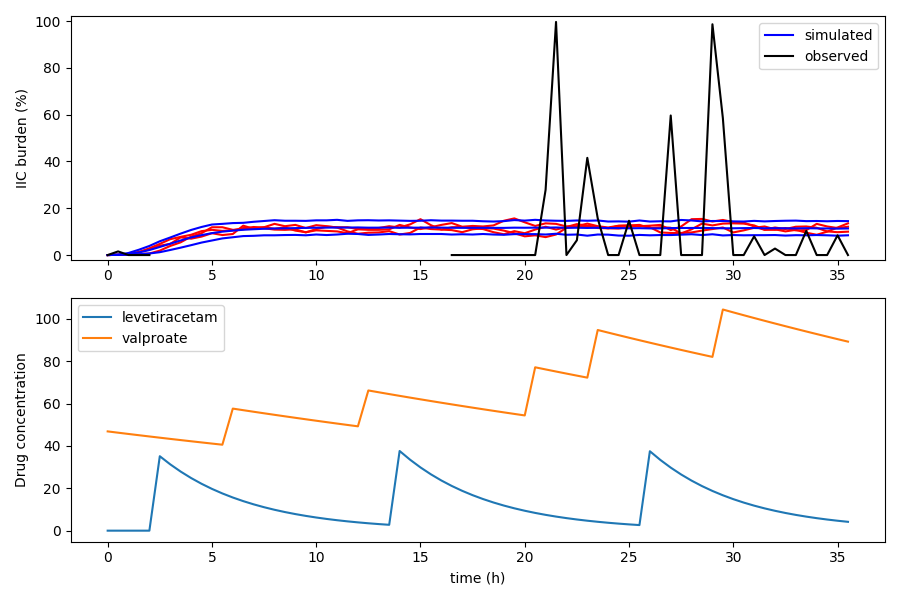 100
80
60
40
20
0
IIC burden (%)
simulated
observed
0 5 10 15 20 25 30 35
100
80
60
40
20
0
Drug concentration
levetiracetam
valproate
0 5 10 15 20 25 30 35
time (h)